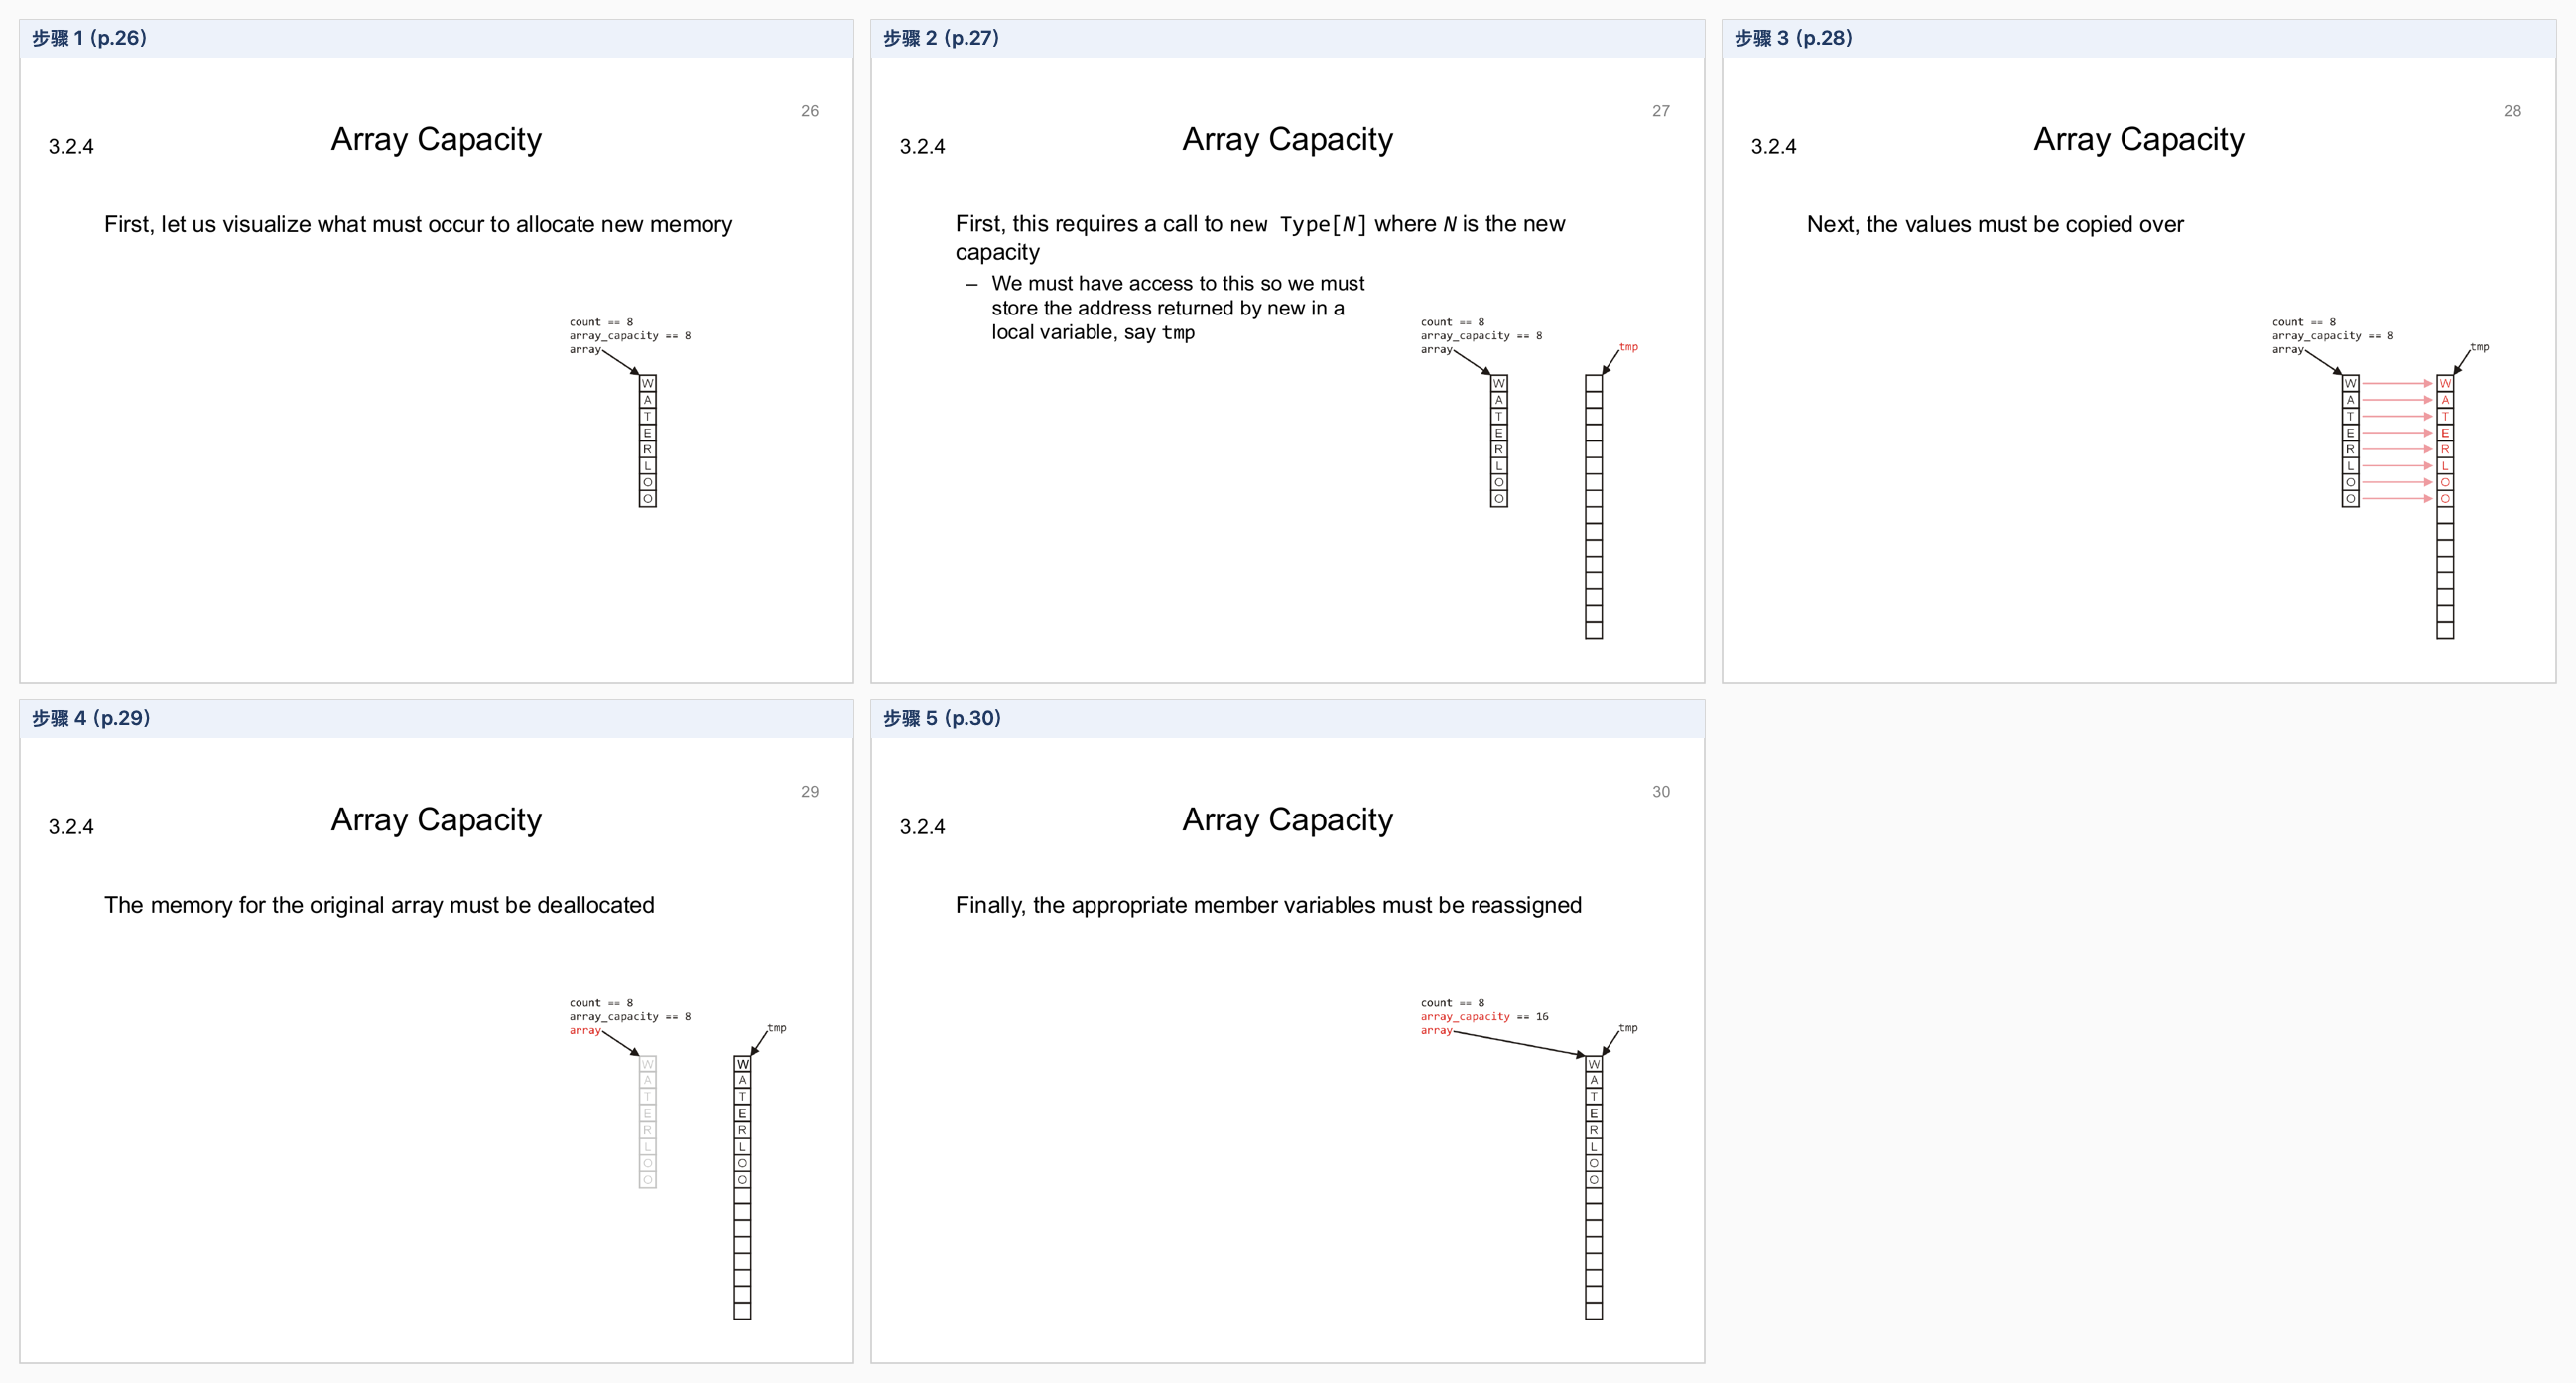 步骤 1 (p.26)
26
3.2.4
Array Capacity
First, let us visualize what must occur to allocate new memory
count == 8
array_capacity == 8
array
W
A
T
E
R
L
O
O
步骤 2 (p.27)
27
3.2.4
Array Capacity
First, this requires a call to new Type[N] where N is the new
capacity
– We must have access to this so we must
store the address returned by new in a
local variable, say tmp
count == 8
array_capacity == 8
array
tmp
W
A
T
E
R
L
O
O
步骤 3 (p.28)
28
3.2.4
Array Capacity
Next, the values must be copied over
count == 8
array_capacity == 8
array
tmp
W W
A A
T T
E E
R R
L L
O O
O O
步骤 4 (p.29)
29
3.2.4
Array Capacity
The memory for the original array must be deallocated
count == 8
array_capacity == 8
array
tmp
W W
A A
T T
E E
R R
L L
O O
O O
步骤 5 (p.30)
30
3.2.4
Array Capacity
Finally, the appropriate member variables must be reassigned
count == 8
array_capacity == 16
array
tmp
W
A
T
E
R
L
O
O